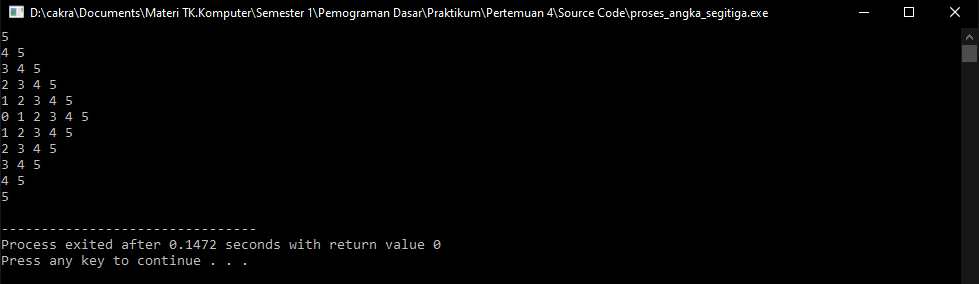 D:\cakra\Documents\Materi TK.Komputer\Semester 1\Pemograman Dasar\Praktikum\Pertemuan 4\Source Code\proses_angka_segitiga.exe
5
4 5
3 4 5
2 3 4 5
1 2 3 4 5
0 1 2 3 4 5
1 2 3 4 5
2 3 4 5
3 4 5
4 5
5
--------------------------------
Process exited after 0.1472 seconds with return value 0
Press any key to continue . . .